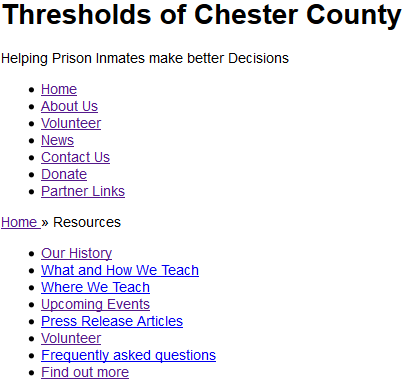 Thresholds of Chester County
Helping Prison Inmates make better Decisions
Home
About Us
Volunteer
News
Contact Us
Donate
Partner Links
Home » Resources
Our History
What and How We Teach
Where We Teach
Upcoming Events
Press Release Articles
Volunteer
Frequently asked questions
Find out more